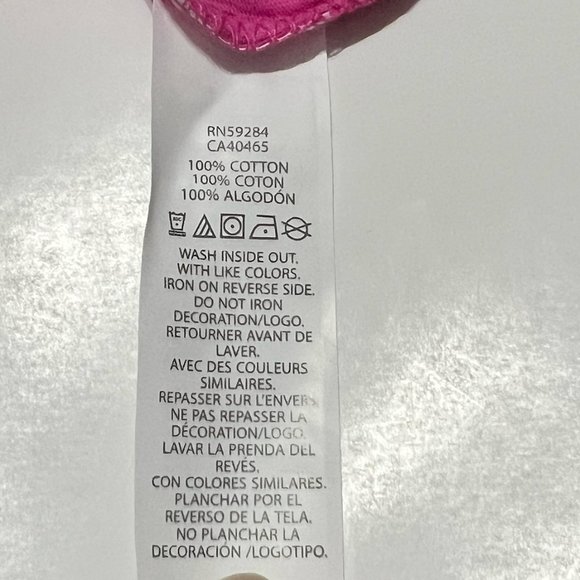 RN59284
CA40465
100% COTTON
100% COTON
100% ALGODÓN
WASH INSIDE OUT.
WITH LIKE COLORS.
IRON ON REVERSE SIDE.
DO NOT IRON
DECORATION/LOGO.
RETOURNER AVANT DE
LAVER.
AVEC DES COULEURS
SIMILAIRES.
REPASSER SUR L'ENVERS
NE PAS REPASSER LA
DÉCORATION/LOGO.
LAVAR LA PRENDA DEL
REVÉS.
CON COLORES SIMILARES.
PLANCHAR POR EL
REVERSO DE LA TELA.
NO PLANCHAR LA
DECORACIÓN /LOGOTIPO.